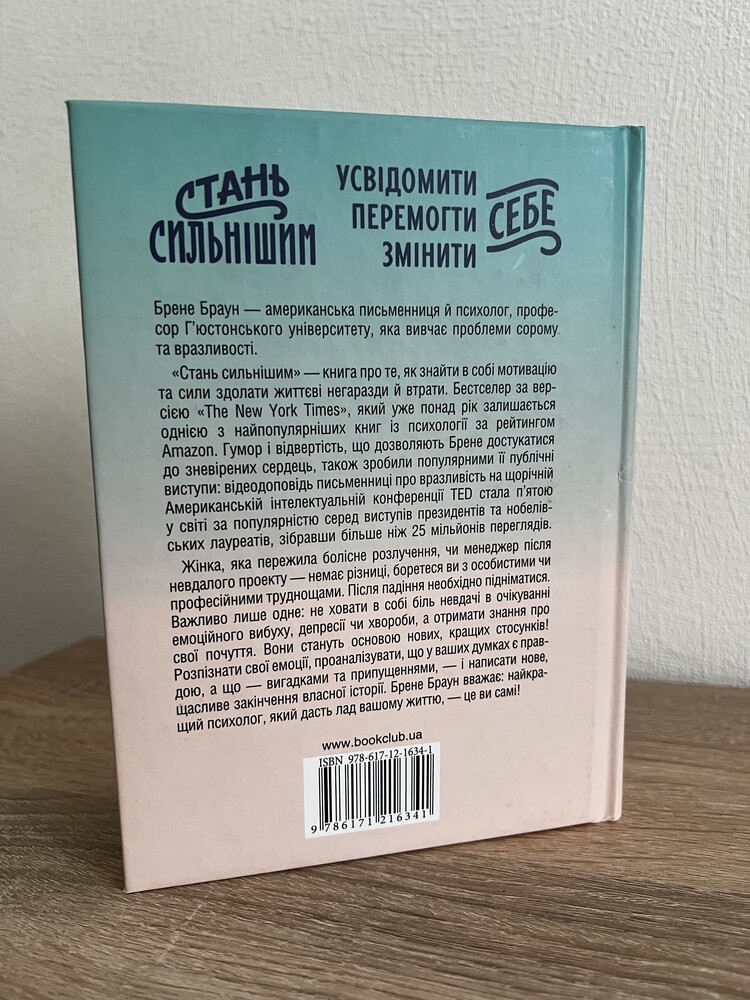 СТАНЬ
СИЛЬНІШИМ
УСВІДОМИТИ
ПЕРЕМОГТИ
ЗМІНИТИ
СЕБЕ
Брене Браун — американська письменниця й психолог, профе-
сор Г'юстонського університету, яка вивчає проблеми сорому
та вразливості.
«Стань сильнішим» — книга про те, як знайти в собі мотивацію
та сили здолати життєві негаразди й втрати. Бестселер за вер-
сією «The New York Times», який уже понад рік залишається
однією з найпопулярніших книг із психології за рейтингом
Amazon. Гумор і відвертість, що дозволяють Брене достукатися
до зневірених сердець, також зробили популярними її публічні
виступи: відеодоповідь письменниці про вразливість на щорічній
Американській інтелектуальній конференції TED стала п'ятою
у світі за популярністю серед виступів президентів та нобелів-
ських лауреатів, зібравши більше ніж 25 мільйонів переглядів.
Жінка, яка пережила болісне розлучення, чи менеджер після
невдалого проекту — немає різниці, боретеся ви з особистими чи
професійними труднощами. Після падіння необхідно підніматися.
Важливо лише одне: не ховати в собі біль невдачі в очікуванні
емоційного вибуху, депресії чи хвороби, а отримати знання про
свої почуття. Вони стануть основою нових, кращих стосунків!
Розпізнати свої емоції, проаналізувати, що у ваших думках є прав-
дою, а що — вигадками та припущеннями, — і написати нове,
щасливе закінчення власної історії. Брене Браун вважає: найкра-
щий психолог, який дасть лад вашому життю, — це ви самі!
www.bookclub.ua
ISBN 978-617-12-1634-1
9 786171 216341